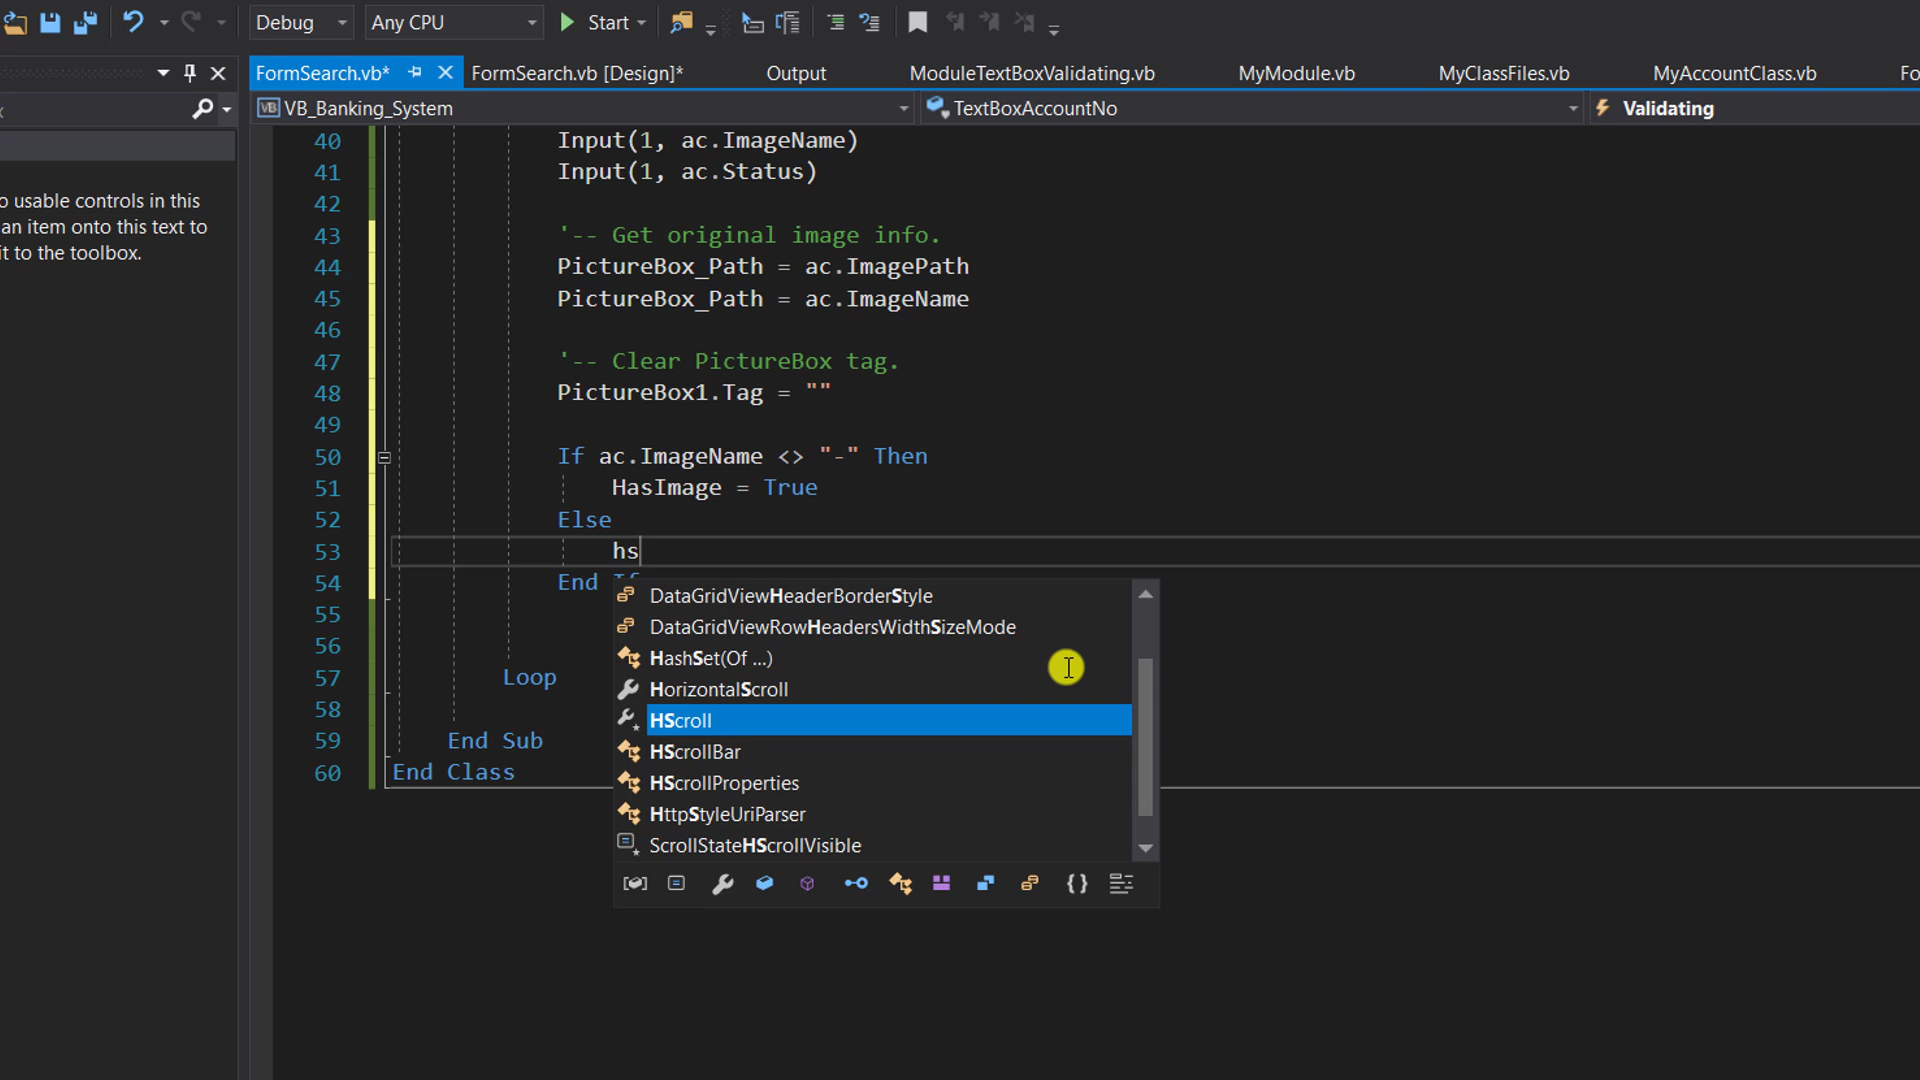 Debug Any CPU Start
FormSearch.vb* FormSearch.vb [Design]* Output ModuleTextBoxValidating.vb MyModule.vb MyClassFiles.vb MyAccountClass.vb Fo
VB_Banking_System TextBoxAccountNo Validating
o usable controls in this
an item onto this text to
it to the toolbox.
40 Input(1, ac.ImageName)
41 Input(1, ac.Status)
42
43 '-- Get original image info.
44 PictureBox_Path = ac.ImagePath
45 PictureBox_Path = ac.ImageName
46
47 '-- Clear PictureBox tag.
48 PictureBox1.Tag = ""
49
50 If ac.ImageName <> "-" Then
51 HasImage = True
52 Else
53 hs
54 End If
55
56
57 Loop
58
59 End Sub
60 End Class
DataGridViewHeaderBorderStyle
DataGridViewRowHeadersWidthSizeMode
HashSet(Of ...)
HorizontalScroll
HScroll
HScrollBar
HScrollProperties
HttpStyleUriParser
ScrollStateHScrollVisible